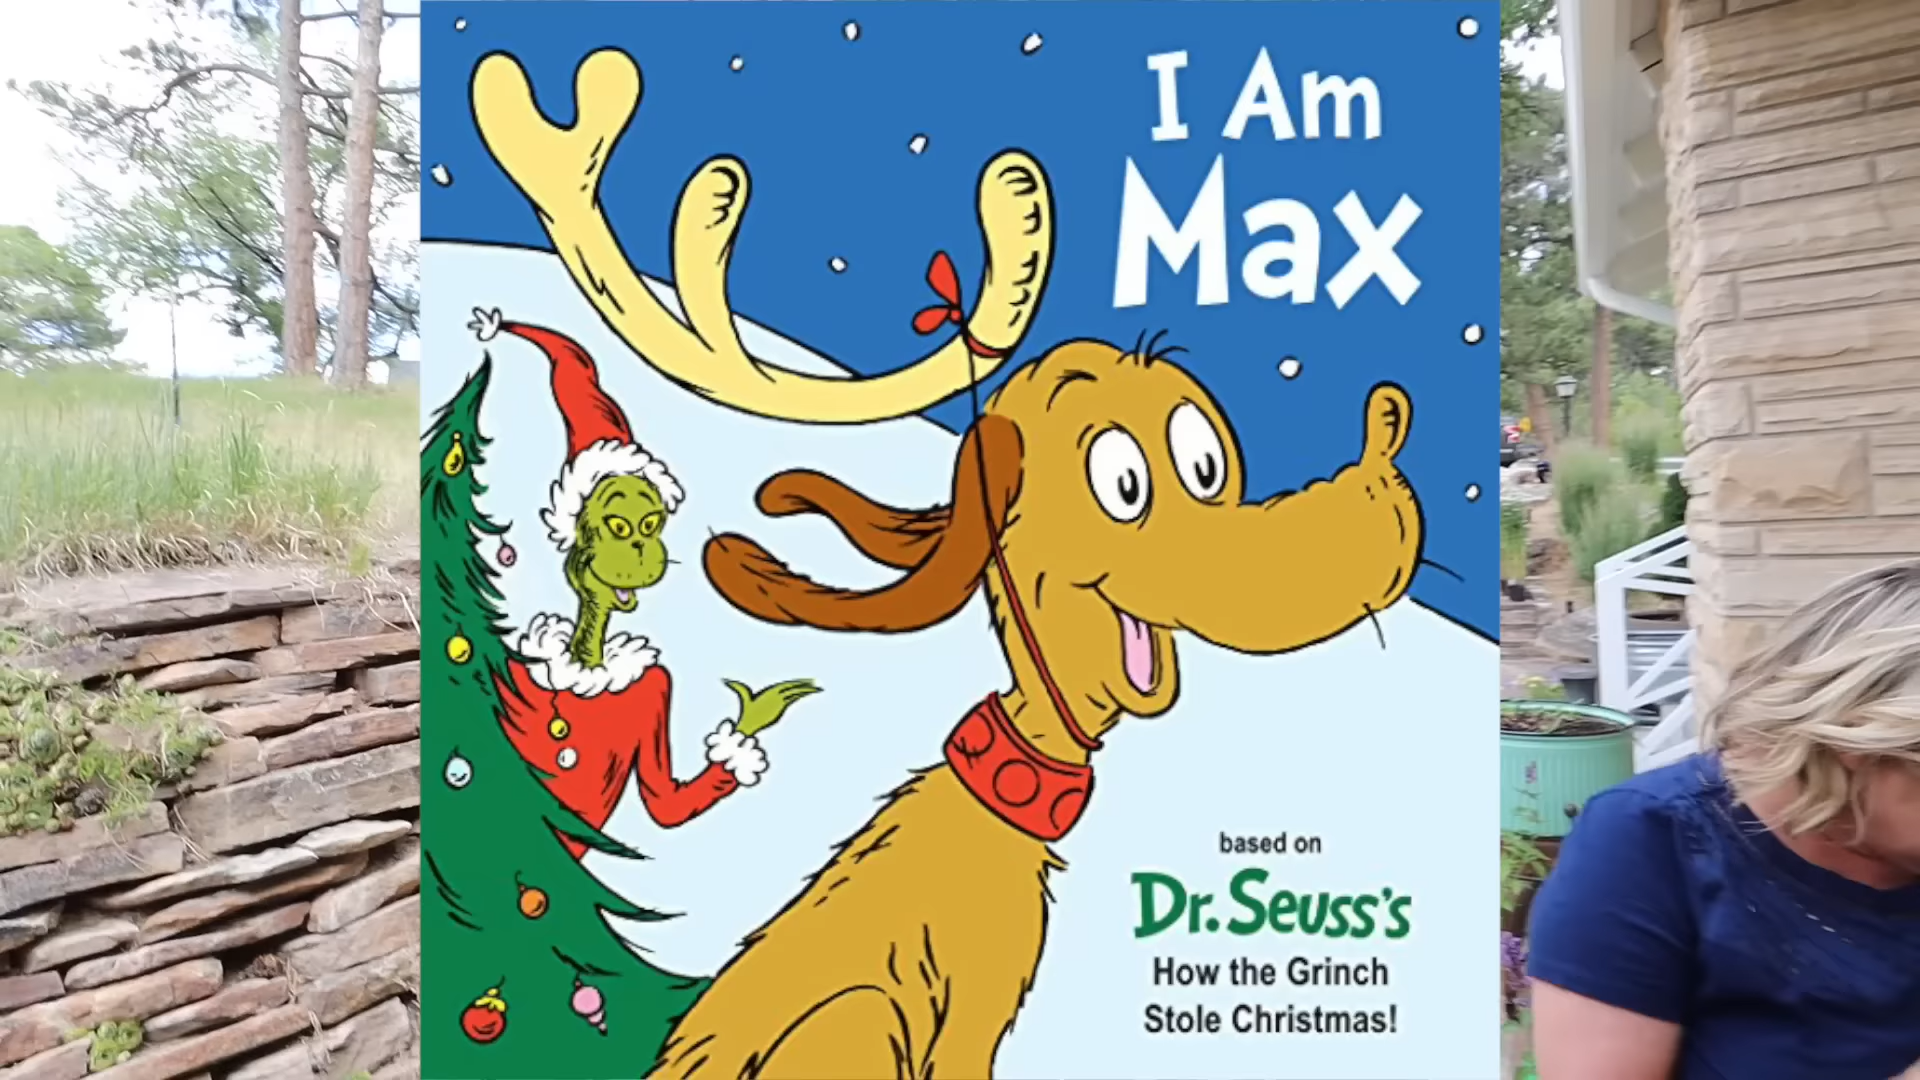 I Am
Max
based on
Dr. Seuss's
How the Grinch
Stole Christmas!